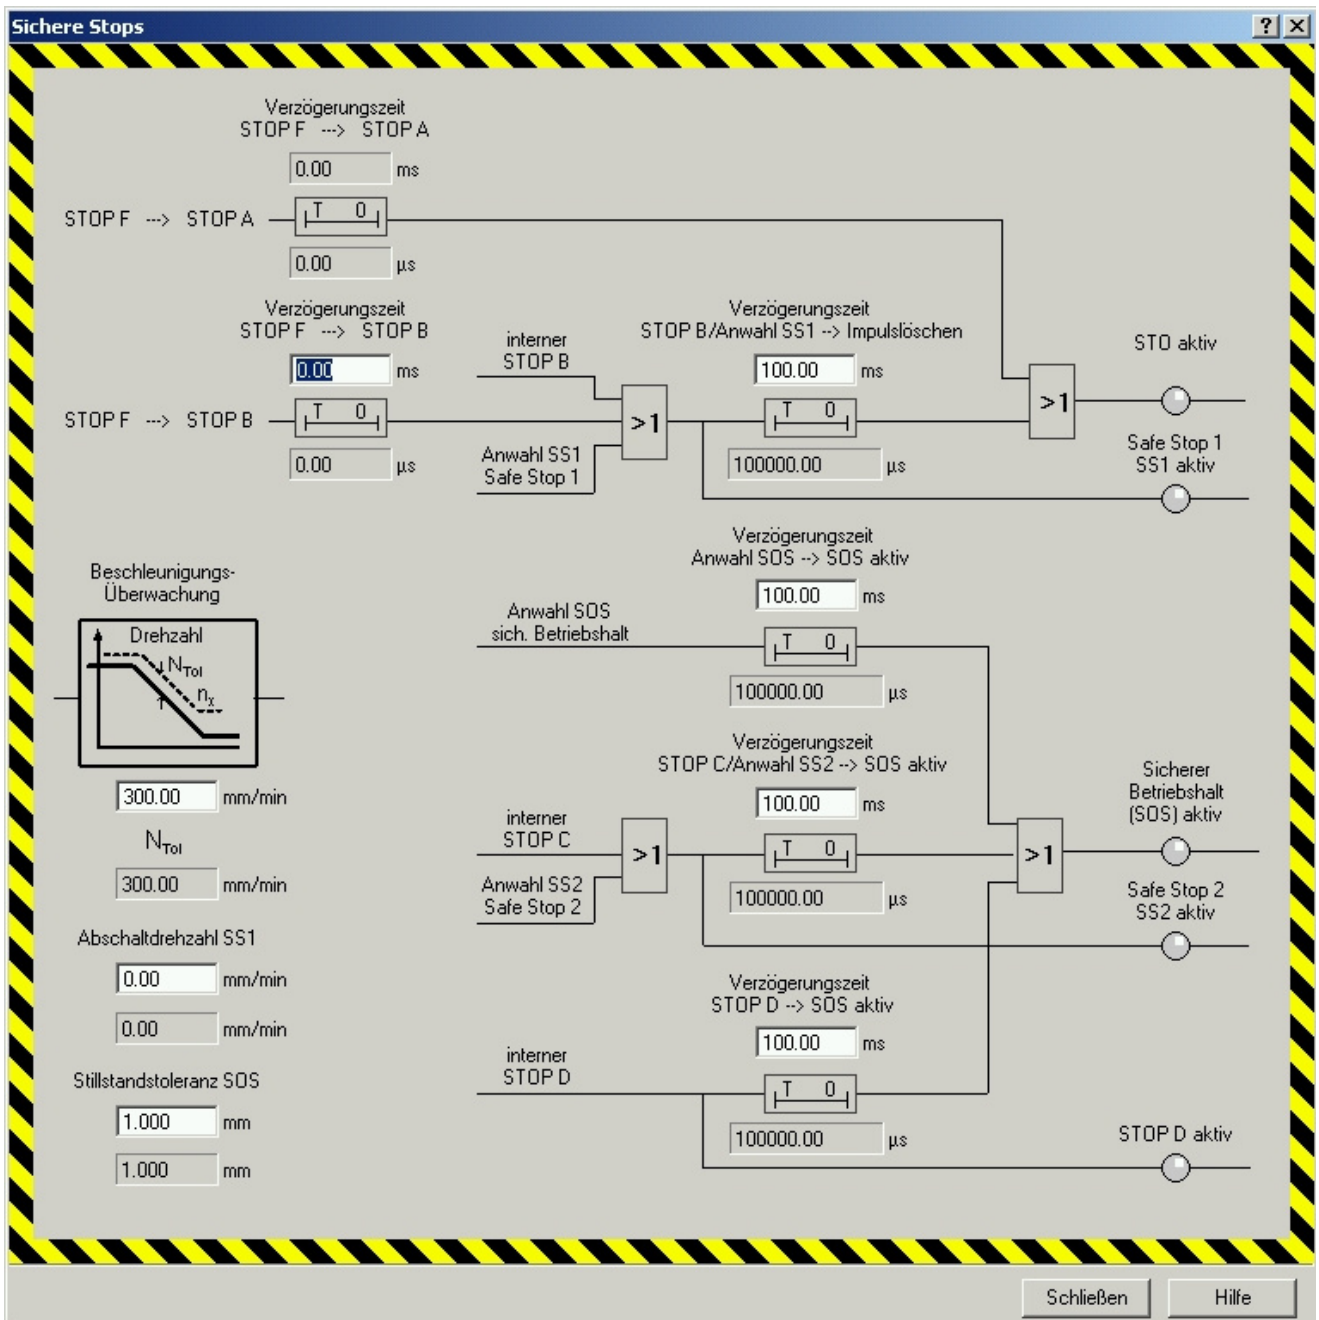 Sichere Stops
Verzögerungszeit
STOP F ---> STOP A
0.00 ms
STOP F ---> STOP A
T 0
0.00 µs
Verzögerungszeit
STOP F ---> STOP B
0.00 ms
STOP F ---> STOP B
T 0
0.00 µs
interner
STOP B
Anwahl SS1
Safe Stop 1
>1
Verzögerungszeit
STOP B/Anwahl SS1 --> Impulslöschen
100.00 ms
T 0
100000.00 µs
>1
STO aktiv
Safe Stop 1
SS1 aktiv
Beschleunigungs-
Überwachung
Drehzahl
NTol
nx
300.00 mm/min
NTol
300.00 mm/min
Abschaltdrehzahl SS1
0.00 mm/min
0.00 mm/min
Stillstandstoleranz SOS
1.000 mm
1.000 mm
Verzögerungszeit
Anwahl SOS --> SOS aktiv
100.00 ms
Anwahl SOS
sich. Betriebshalt
T 0
100000.00 µs
Verzögerungszeit
STOP C/Anwahl SS2 --> SOS aktiv
100.00 ms
interner
STOP C
Anwahl SS2
Safe Stop 2
>1
T 0
100000.00 µs
>1
Sicherer
Betriebshalt
(SOS) aktiv
Safe Stop 2
SS2 aktiv
Verzögerungszeit
STOP D --> SOS aktiv
100.00 ms
interner
STOP D
T 0
100000.00 µs
STOP D aktiv
Schließen
Hilfe